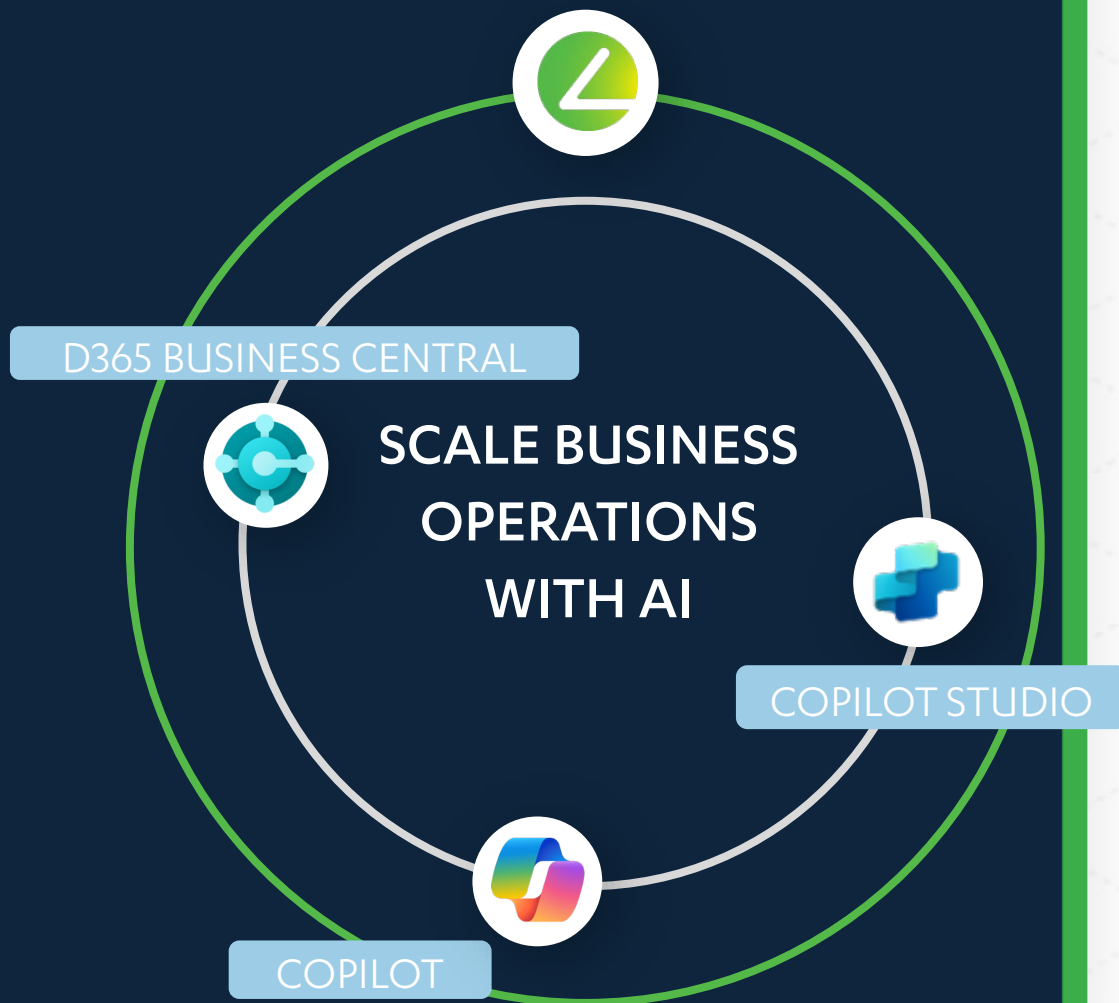 D365 BUSINESS CENTRAL
SCALE BUSINESS
OPERATIONS
WITH AI
COPILOT STUDIO
COPILOT